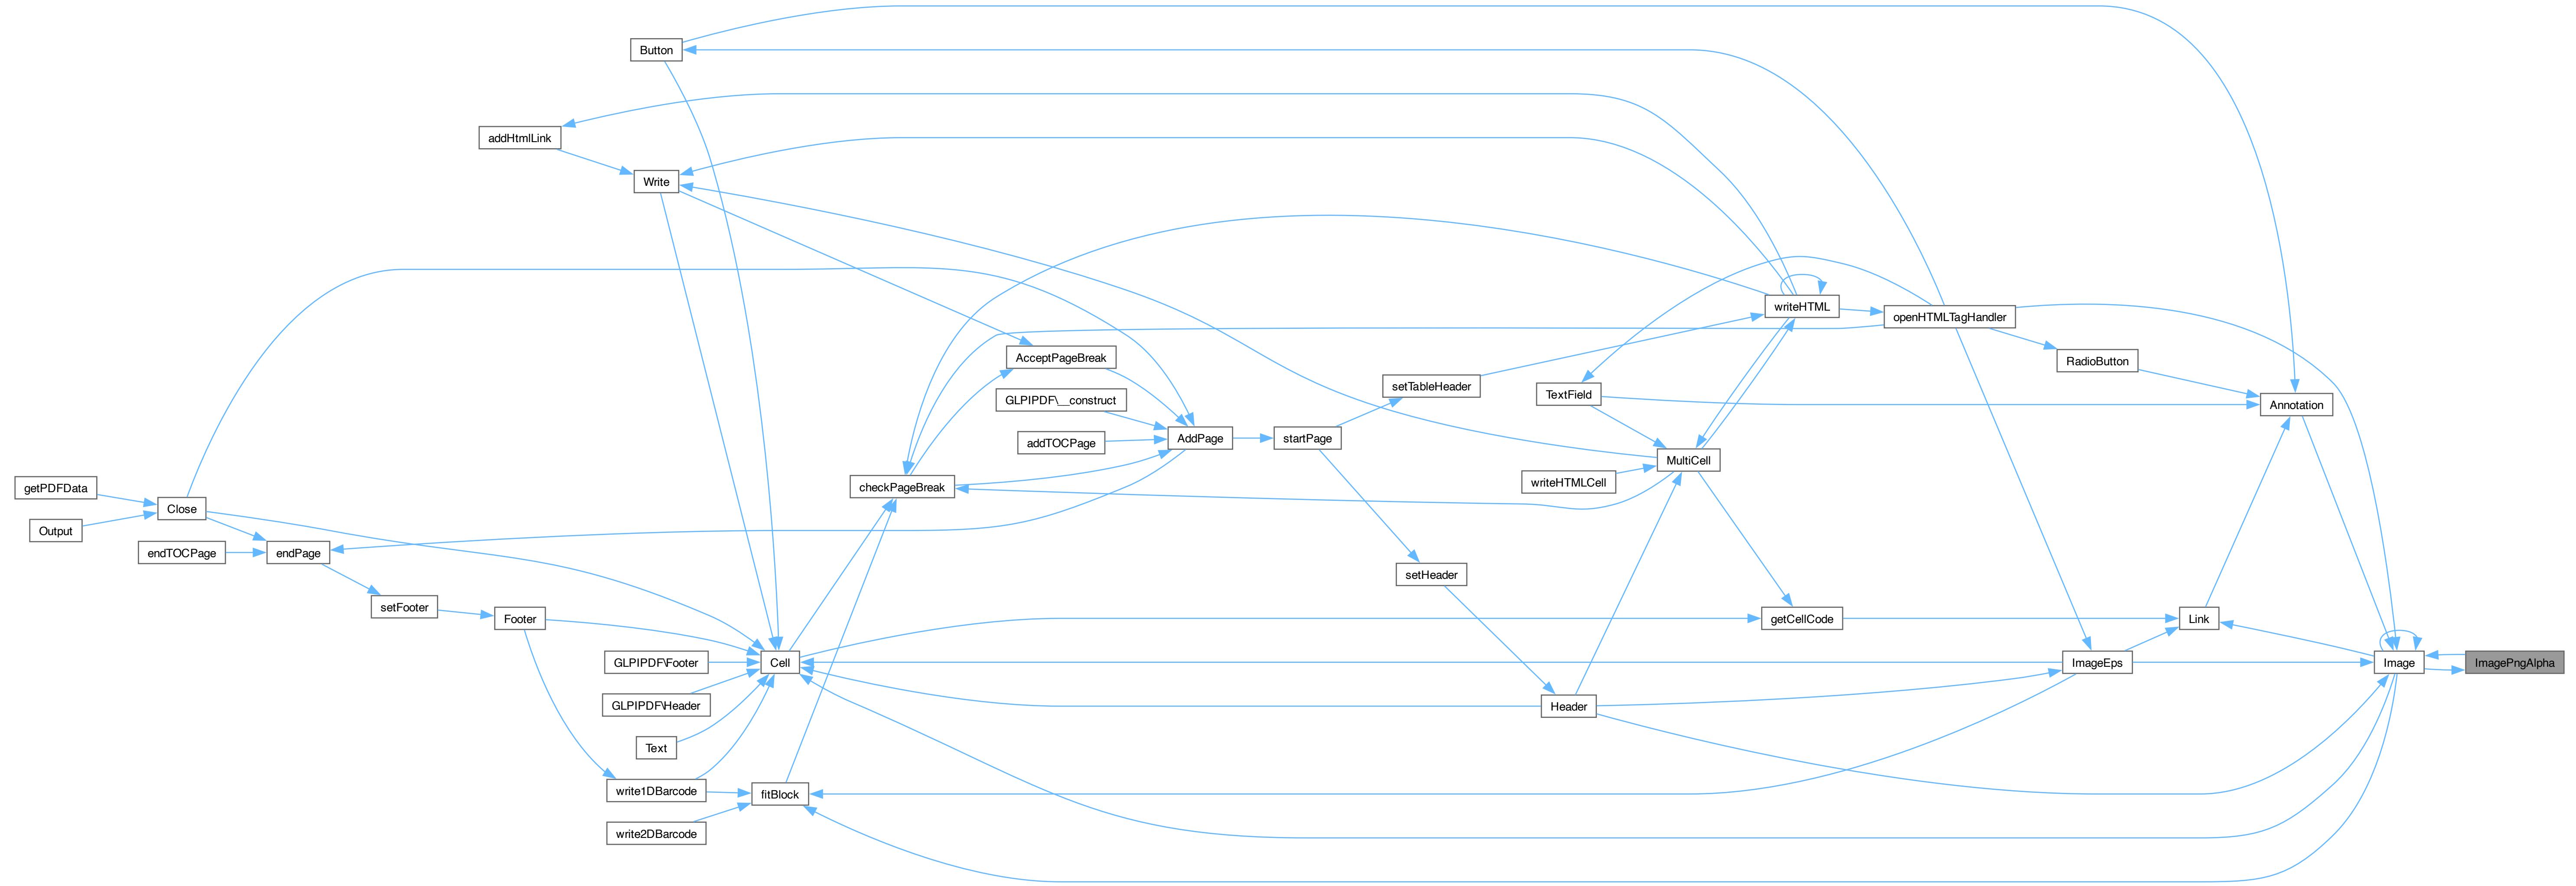 Button
addHtmlLink
Write
writeHTML
openHTMLTagHandler
AcceptPageBreak
RadioButton
setTableHeader
TextField
GLPIPDF\__construct
Annotation
addTOCPage
AddPage
startPage
MultiCell
writeHTMLCell
getPDFData
checkPageBreak
Close
Output
endTOCPage
endPage
setHeader
setFooter
Footer
getCellCode
Link
GLPIPDF\Footer
Cell
ImageEps
Image
ImagePngAlpha
GLPIPDF\Header
Header
Text
write1DBarcode
fitBlock
write2DBarcode